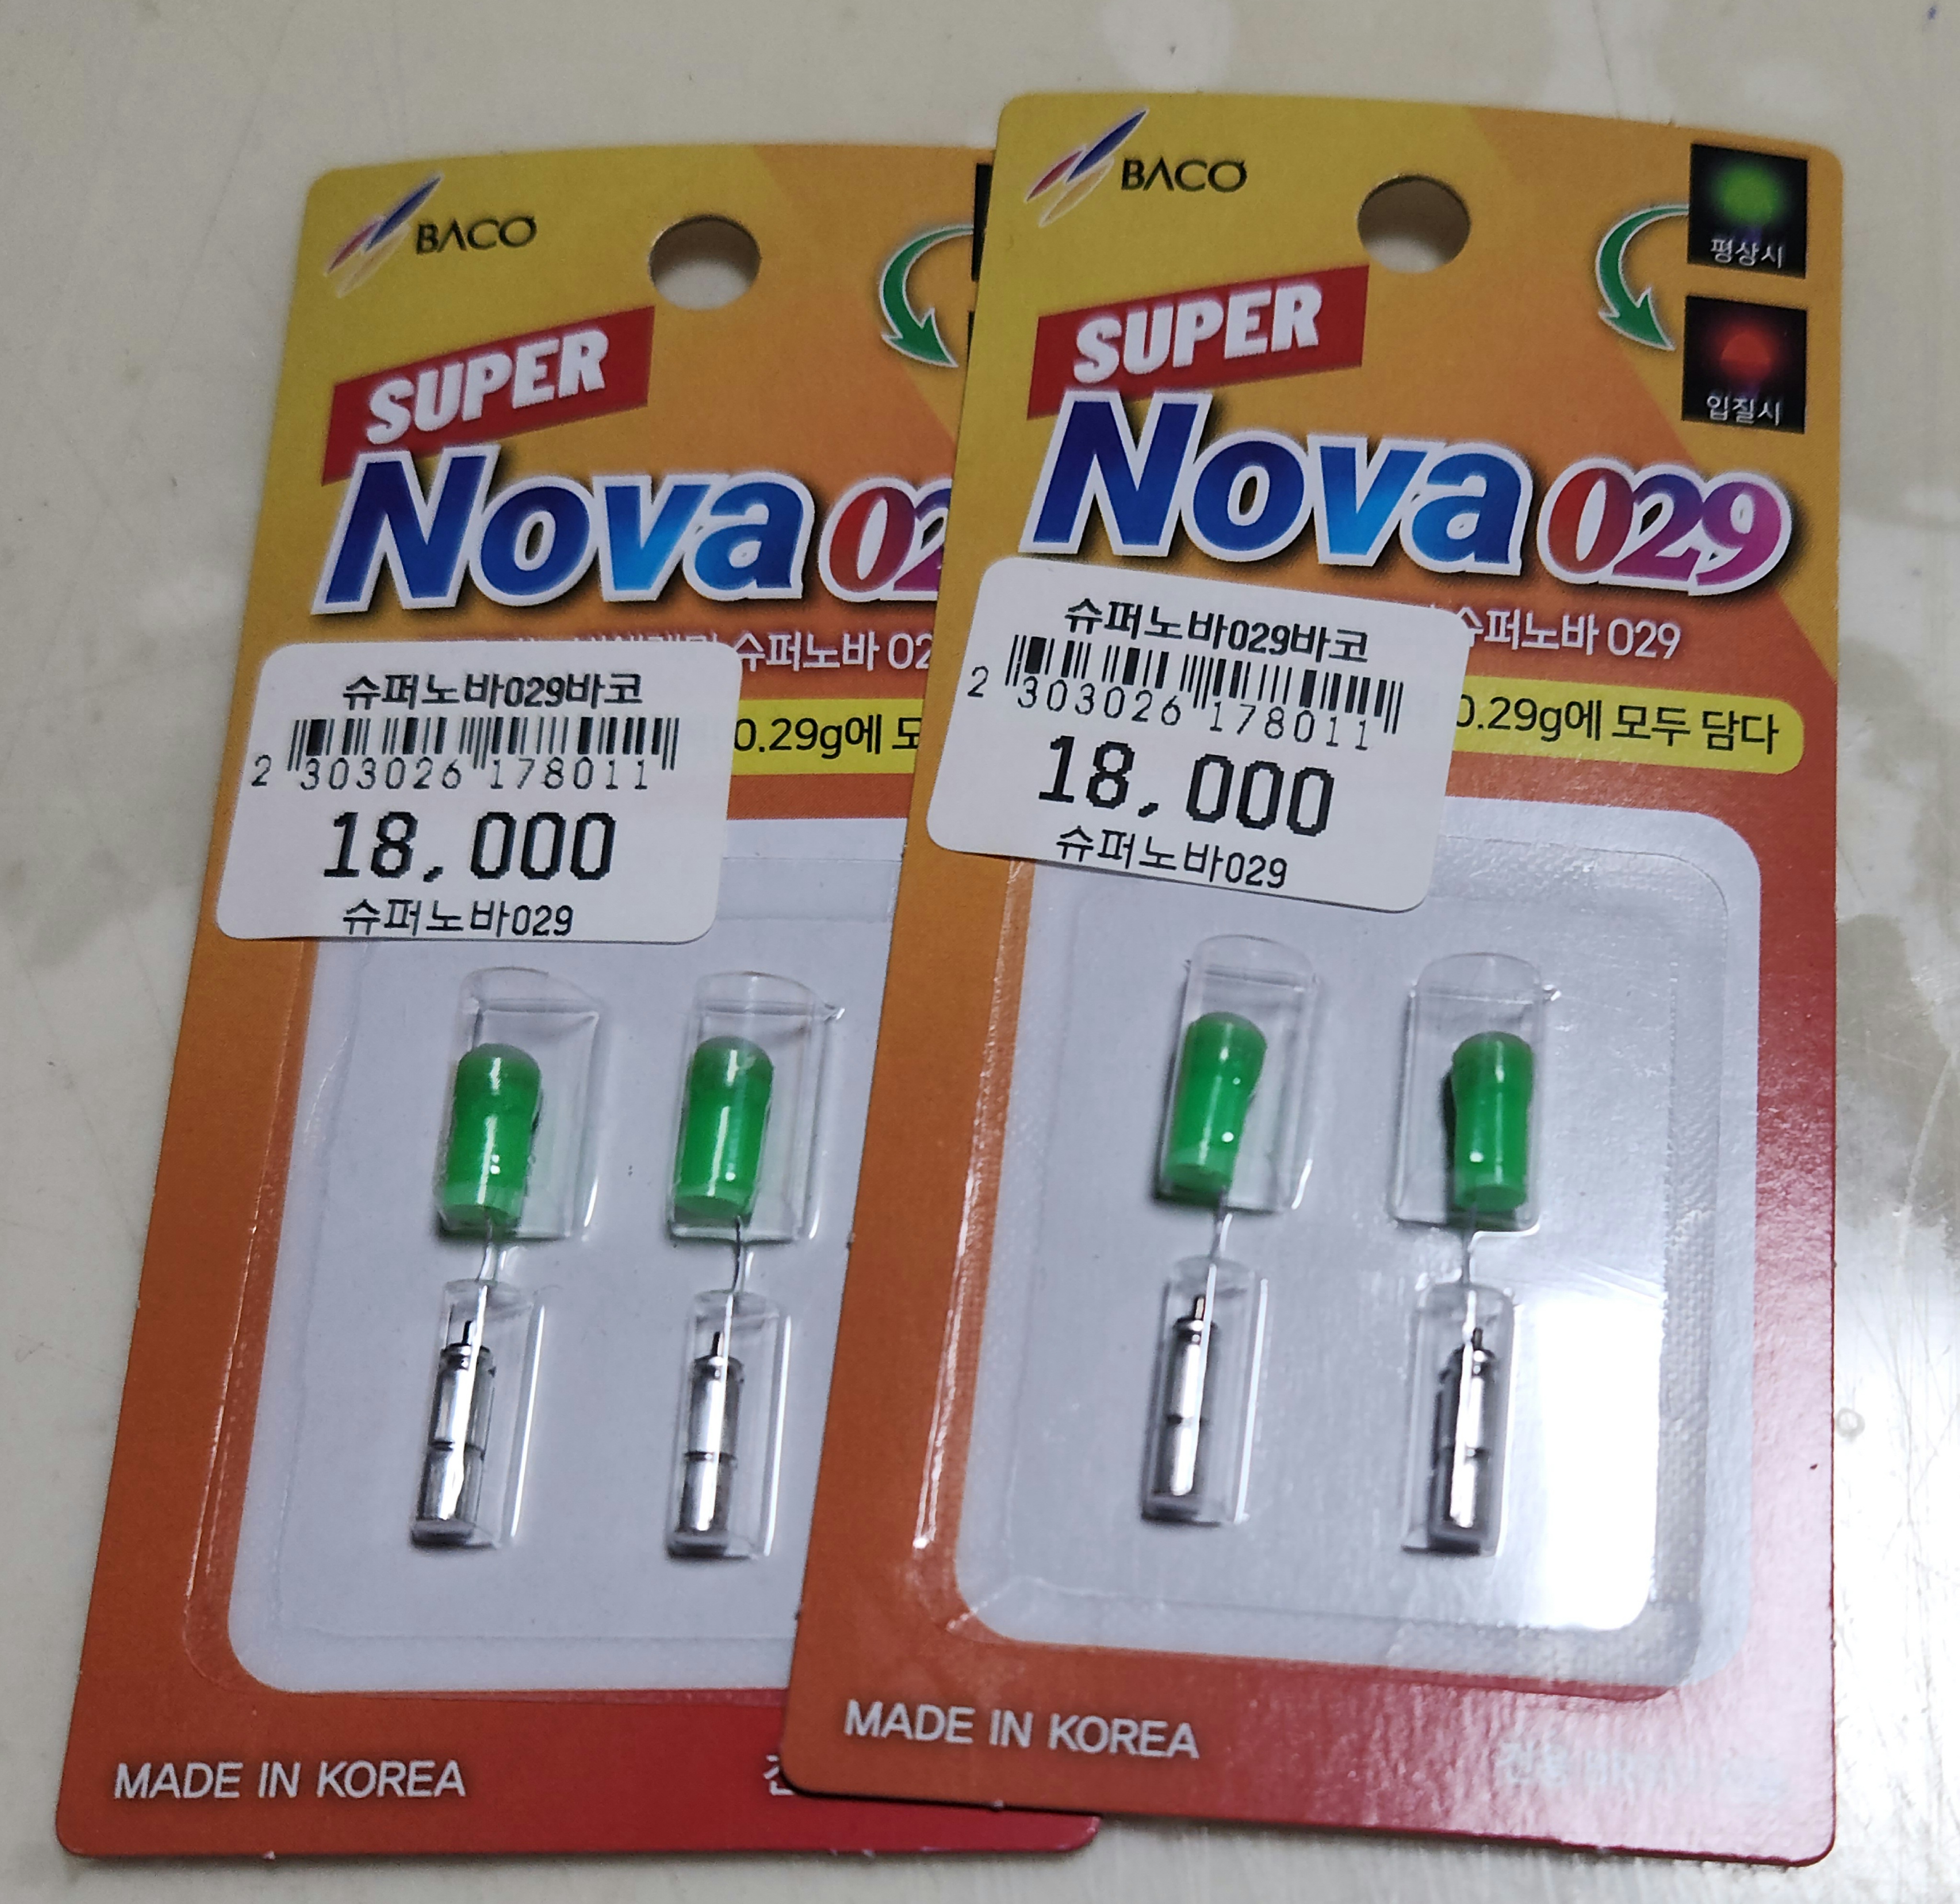 BACO
SUPER
Nova 02
슈퍼노바 02
슈퍼노바029바코
2 303026 178011
18,000
슈퍼노바029
0.29g에
MADE IN KOREA
BACO
평상시
입질시
SUPER
Nova 029
슈퍼노바 029
슈퍼노바029바코
2 303026 178011
18,000
슈퍼노바029
0.29g에 모두 담다
MADE IN KOREA